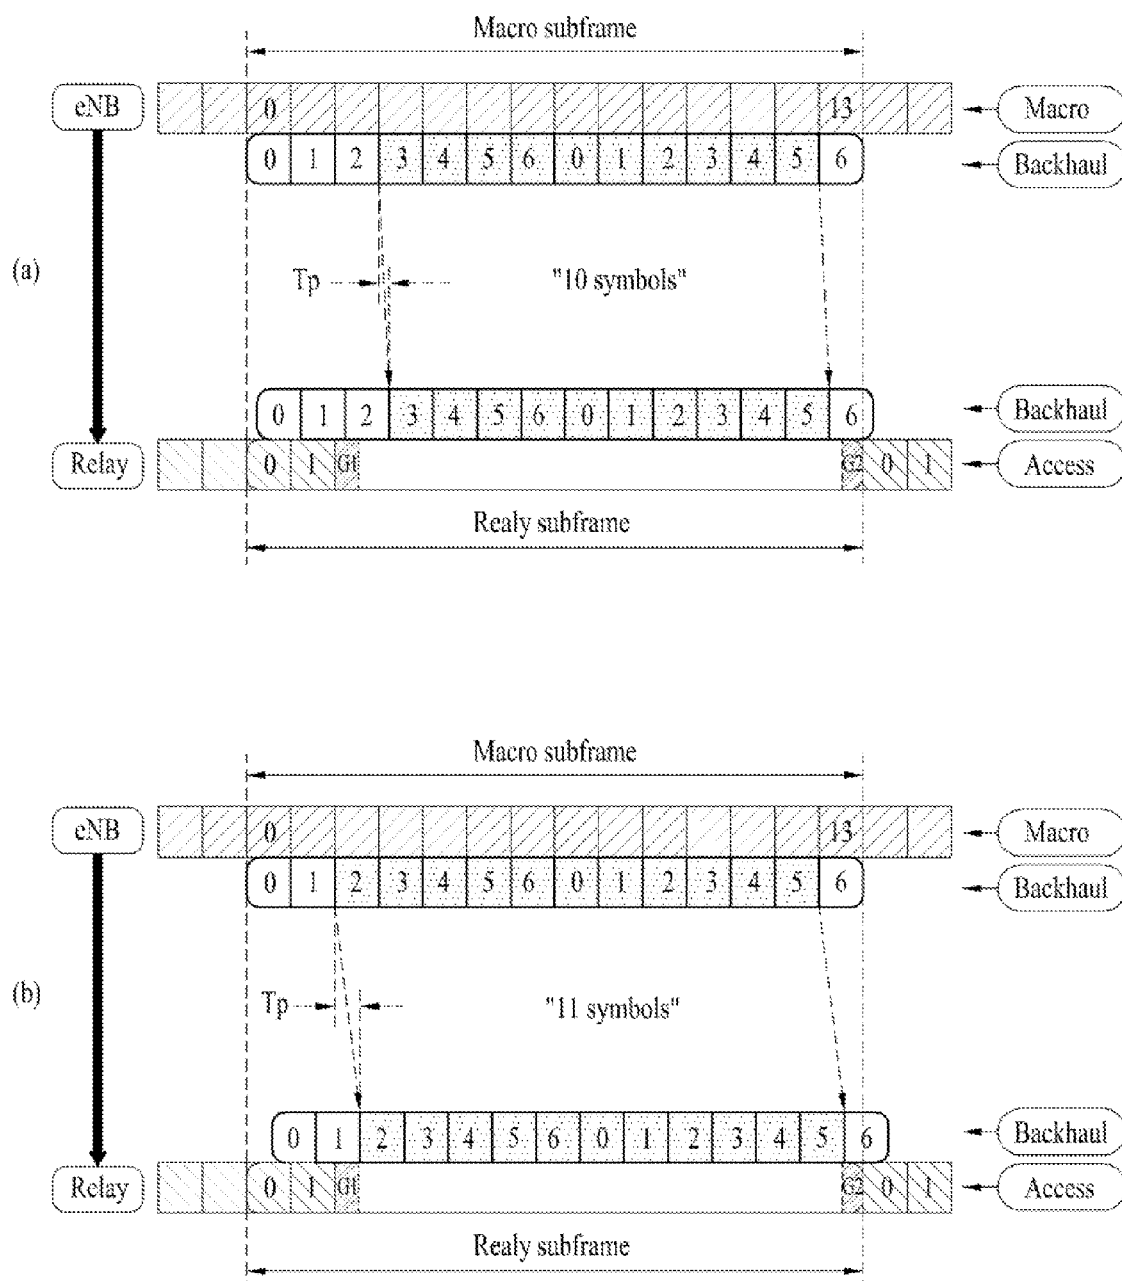 Macro subframe
eNB 0 13 Macro
0 1 2 3 4 5 6 0 1 2 3 4 5 6 Backhaul
(a) Tp "10 symbols"
0 1 2 3 4 5 6 0 1 2 3 4 5 6 Backhaul
Relay 0 1 G1 G2 0 1 Access
Realy subframe
Macro subframe
eNB 0 13 Macro
0 1 2 3 4 5 6 0 1 2 3 4 5 6 Backhaul
(b) Tp "11 symbols"
0 1 2 3 4 5 6 0 1 2 3 4 5 6 Backhaul
Relay 0 1 G1 G2 0 1 Access
Realy subframe